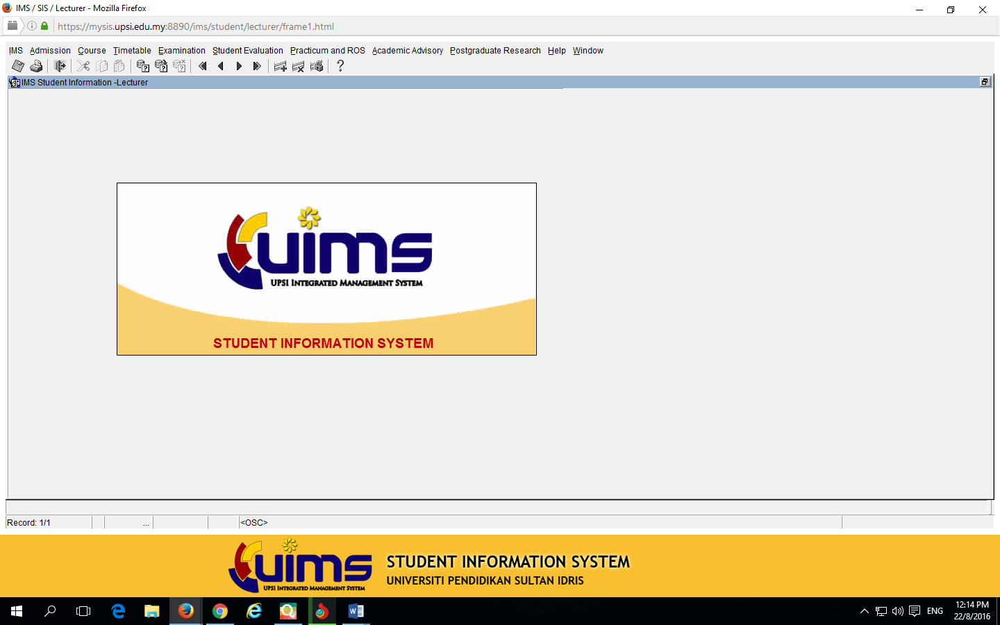 IMS / SIS / Lecturer - Mozilla Firefox
https://mysis.upsi.edu.my:8890/ims/student/lecturer/frame1.html
IMS Admission Course Timetable Examination Student Evaluation Practicum and ROS Academic Advisory Postgraduate Research Help Window
IMS Student Information -Lecturer
uims
UPSI INTEGRATED MANAGEMENT SYSTEM
STUDENT INFORMATION SYSTEM
Record: 1/1 ... <OSC>
uims
UPSI INTEGRATED MANAGEMENT SYSTEM
STUDENT INFORMATION SYSTEM
UNIVERSITI PENDIDIKAN SULTAN IDRIS
ENG
12:14 PM
22/8/2016